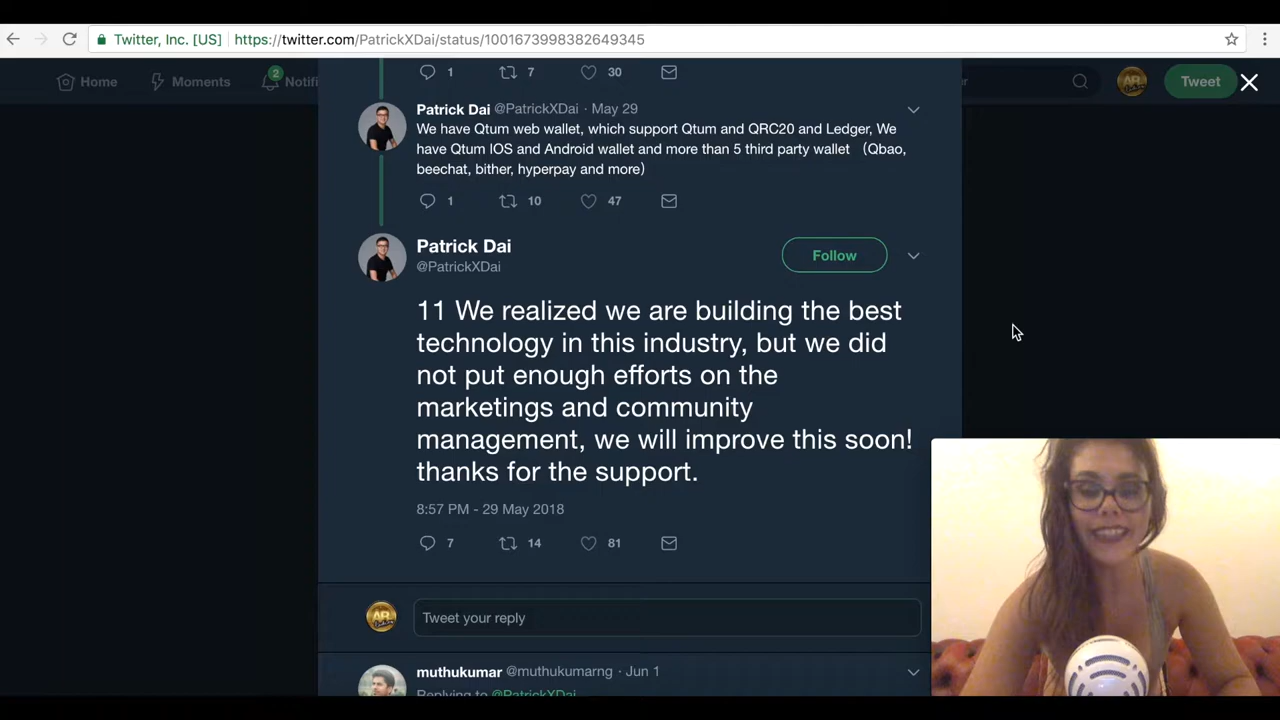 Twitter, Inc. [US]
https://twitter.com/PatrickXDai/status/1001673998382649345
Home
Moments
2
Notifi
Tweet
1 7 30
Patrick Dai @PatrickXDai · May 29
We have Qtum web wallet, which support Qtum and QRC20 and Ledger, We
have Qtum IOS and Android wallet and more than 5 third party wallet （Qbao,
beechat, bither, hyperpay and more）
1 10 47
Patrick Dai
@PatrickXDai
Follow
11 We realized we are building the best
technology in this industry, but we did
not put enough efforts on the
marketings and community
management, we will improve this soon!
thanks for the support.
8:57 PM - 29 May 2018
7 14 81
AR
Tweet your reply
muthukumar @muthukumarng · Jun 1
Replying to @PatrickXDai